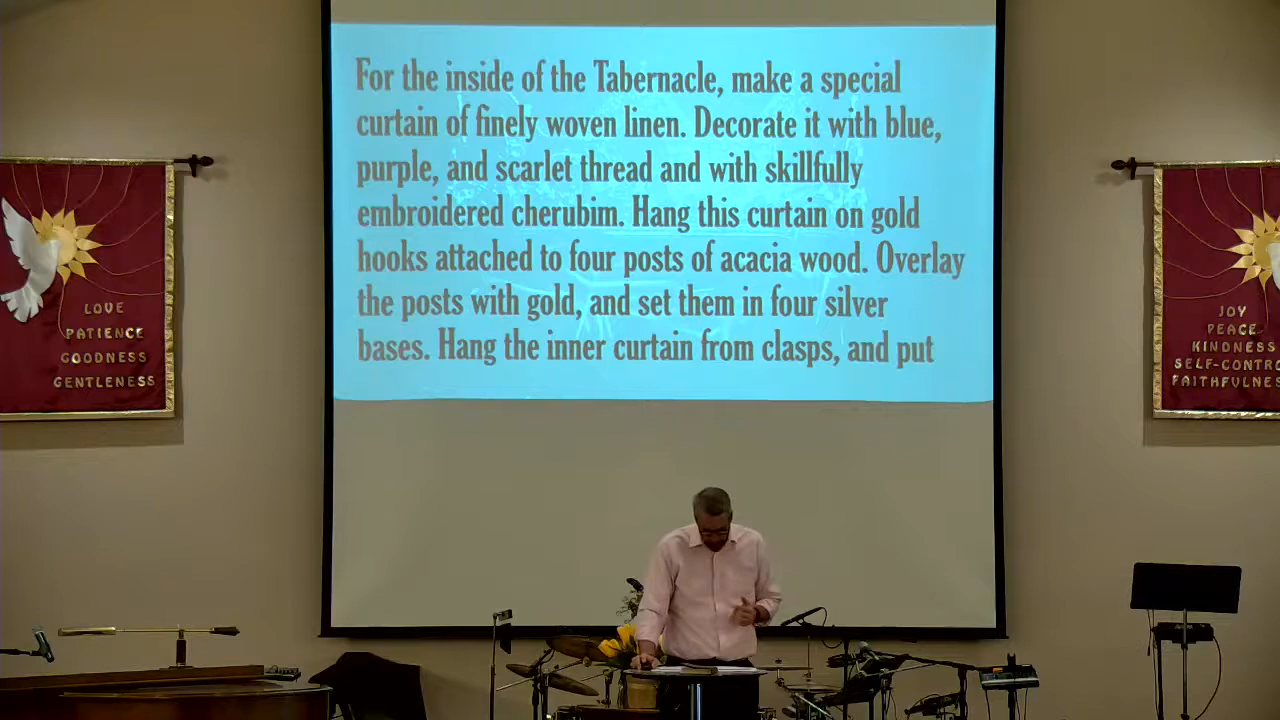 For the inside of the Tabernacle, make a special
curtain of finely woven linen. Decorate it with blue,
purple, and scarlet thread and with skillfully
embroidered cherubim. Hang this curtain on gold
hooks attached to four posts of acacia wood. Overlay
the posts with gold, and set them in four silver
bases. Hang the inner curtain from clasps, and put
LOVE
PATIENCE
GOODNESS
GENTLENESS
JOY
PEACE
KINDNESS
SELF-CONTRO
FAITHFULNES